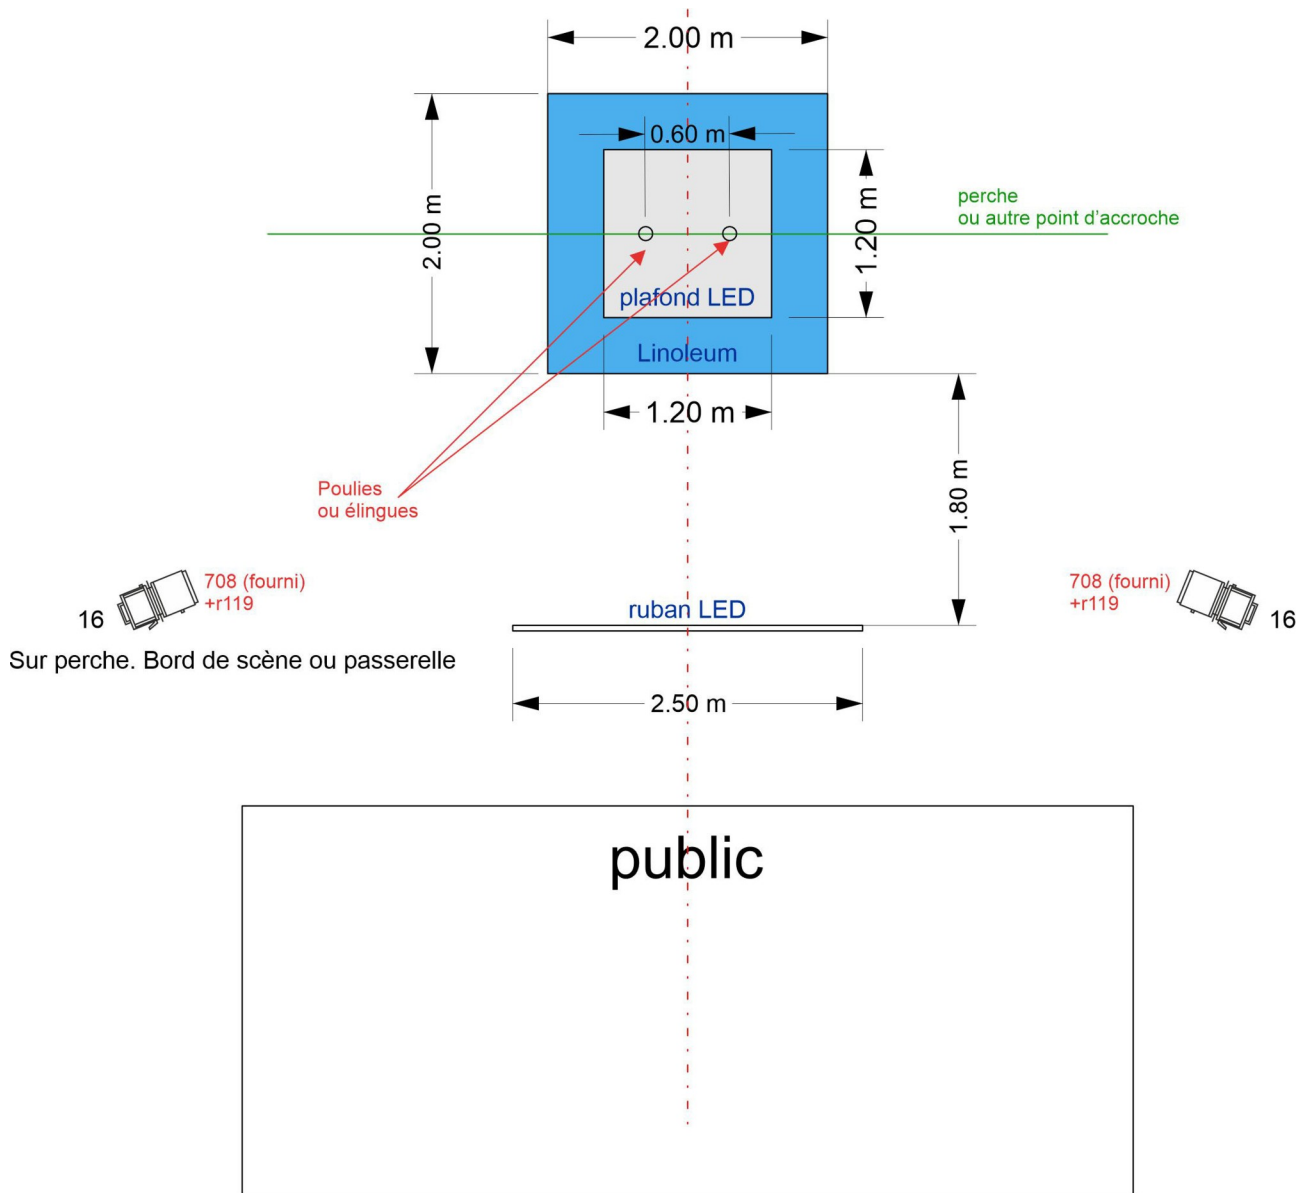 2.00 m
0.60 m
2.00 m
1.20 m
perche
ou autre point d'accroche
plafond LED
Linoleum
1.20 m
1.80 m
Poulies
ou élingues
708 (fourni)
+r119
16
708 (fourni)
+r119
16
ruban LED
Sur perche. Bord de scène ou passerelle
2.50 m
public